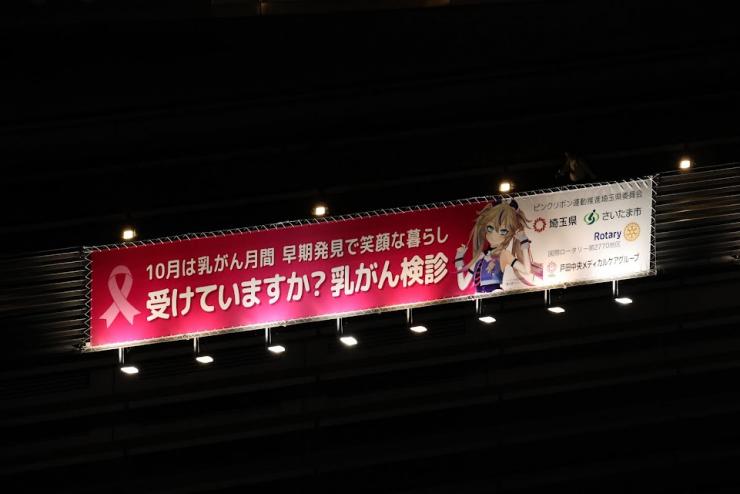 10月は乳がん月間 早期発見で笑顔な暮らし
受けていますか?乳がん検診
ピンクリボン運動推進埼玉県委員会
埼玉県 さいたま市
Rotary
国際ロータリー第2770地区
戸田中央メディカルケアグループ